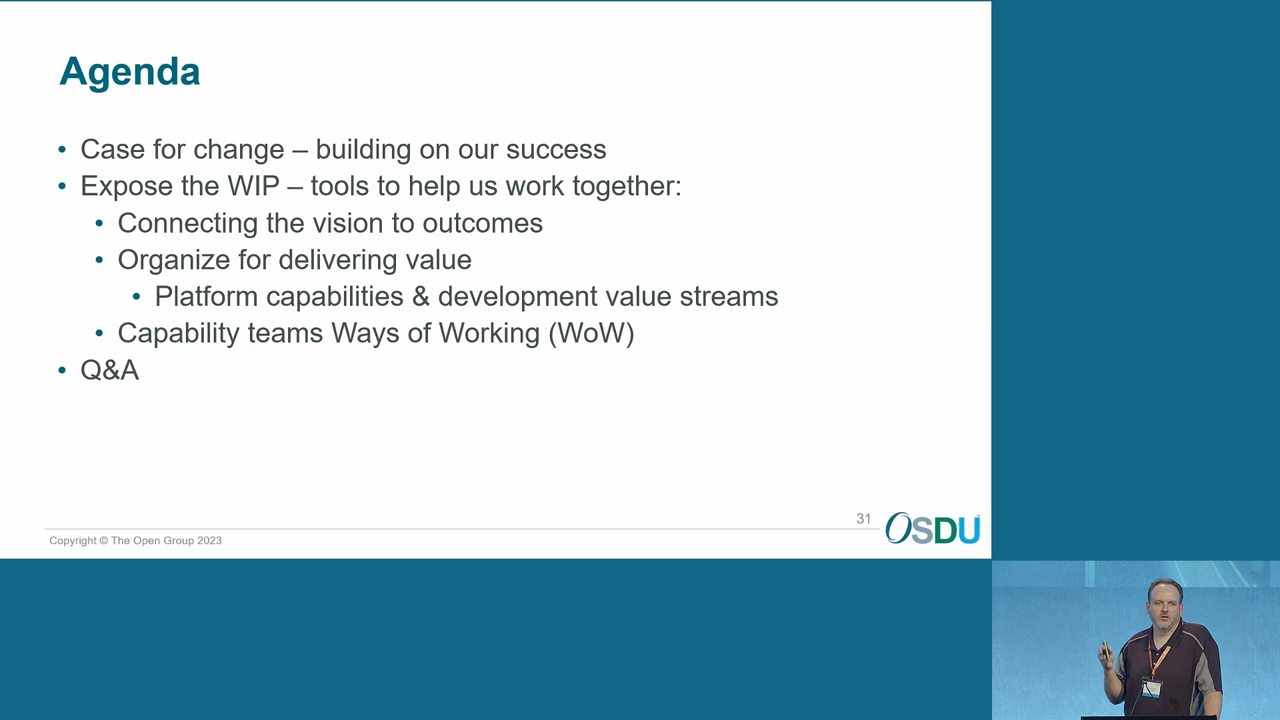 Agenda
• Case for change – building on our success
• Expose the WIP – tools to help us work together:
• Connecting the vision to outcomes
• Organize for delivering value
• Platform capabilities & development value streams
• Capability teams Ways of Working (WoW)
• Q&A
31
OSDU
Copyright © The Open Group 2023